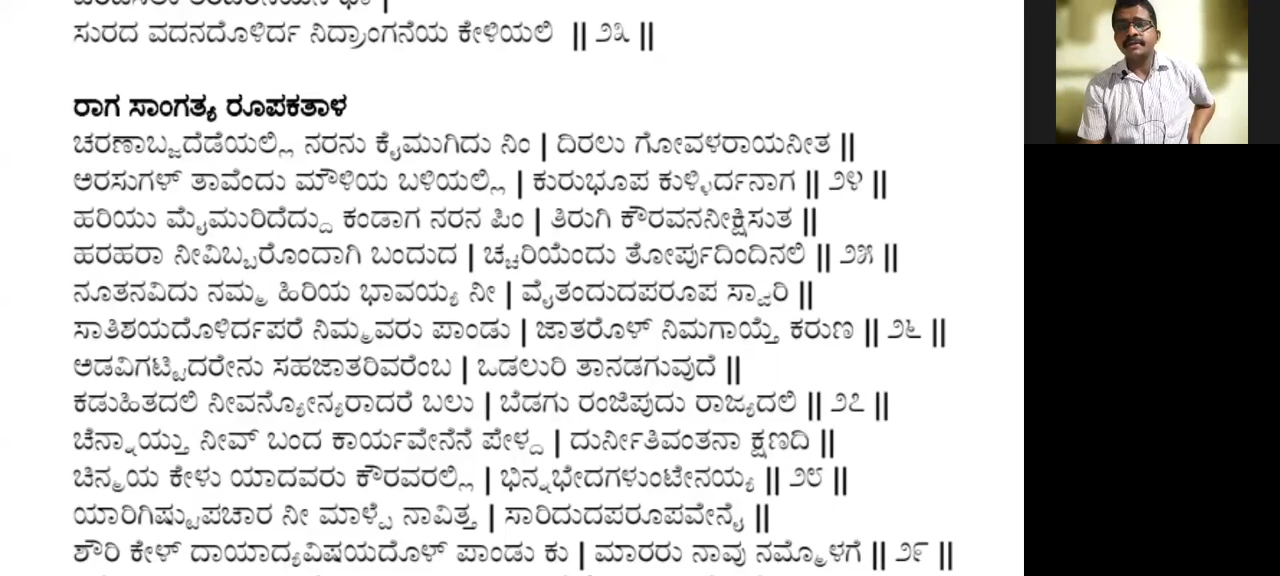 ಸುರದ ವದನದೊಳಿರ್ದ ನಿದ್ರಾಂಗನೆಯ ಕೇಳಿಯಲಿ || ೨೩ ||
ರಾಗ ಸಾಂಗತ್ಯ ರೂಪಕತಾಳ
ಚರಣಾಬ್ಜದೆಡೆಯಲ್ಲಿ ನರನು ಕೈಮುಗಿದು ನಿಂ | ದಿರಲು ಗೋವಳರಾಯನೀತ ||
ಅರಸುಗಳ್ ತಾವೆಂದು ಮೌಳಿಯ ಬಳಿಯಲ್ಲಿ | ಕುರುಭೂಪ ಕುಳ್ಳಿರ್ದನಾಗ || ೨೪ ||
ಹರಿಯು ಮೈಮುರಿದೆದ್ದು ಕಂಡಾಗ ನರನ ಪಿಂ | ತಿರುಗಿ ಕೌರವನನೀಕ್ಷಿಸುತ ||
ಹರಹರಾ ನೀವಿಬ್ಬರೊಂದಾಗಿ ಬಂದುದ | ಚ್ಚರಿಯೆಂದು ತೋರ್ಪುದಿಂದಿನಲಿ || ೨೫ ||
ನೂತನವಿದು ನಮ್ಮ ಹಿರಿಯ ಭಾವಯ್ಯ ನೀ | ವೈತಂದುದಪರೂಪ ಸ್ವಾರಿ ||
ಸಾತಿಶಯದೊಳಿರ್ದಪರೆ ನಿಮ್ಮವರು ಪಾಂಡು | ಜಾತರೊಳ್ ನಿಮಗಾಯ್ತೆ ಕರುಣ || ೨೬ ||
ಅಡವಿಗಟ್ಟಿದರೇನು ಸಹಜಾತರಿವರೆಂಬ | ಒಡಲುರಿ ತಾನಡಗುವುದೆ ||
ಕಡುಹಿತದಲಿ ನೀವನ್ಯೋನ್ಯರಾದರೆ ಬಲು | ಬೆಡಗು ರಂಜಿಪುದು ರಾಜ್ಯದಲಿ || ೨೭ ||
ಚೆನ್ನಾಯ್ತು ನೀವ್ ಬಂದ ಕಾರ್ಯವೇನೆನೆ ಪೇಳ್ದ | ದುರ್ನೀತಿವಂತನಾ ಕ್ಷಣದಿ ||
ಚಿನ್ಮಯ ಕೇಳು ಯಾದವರು ಕೌರವರಲ್ಲಿ | ಭಿನ್ನಭೇದಗಳುಂಟೇನಯ್ಯ || ೨೮ ||
ಯಾರಿಗಿಷ್ಟುಪಚಾರ ನೀ ಮಾಳ್ಪೆ ನಾವಿತ್ತ | ಸಾರಿದುದಪರೂಪವೇನೈ ||
ಶೌರಿ ಕೇಳ್ ದಾಯಾದ್ಯವಿಷಯದೊಳ್ ಪಾಂಡು ಕು | ಮಾರರು ನಾವು ನಮ್ಮೊಳಗೆ || ೨೯ ||